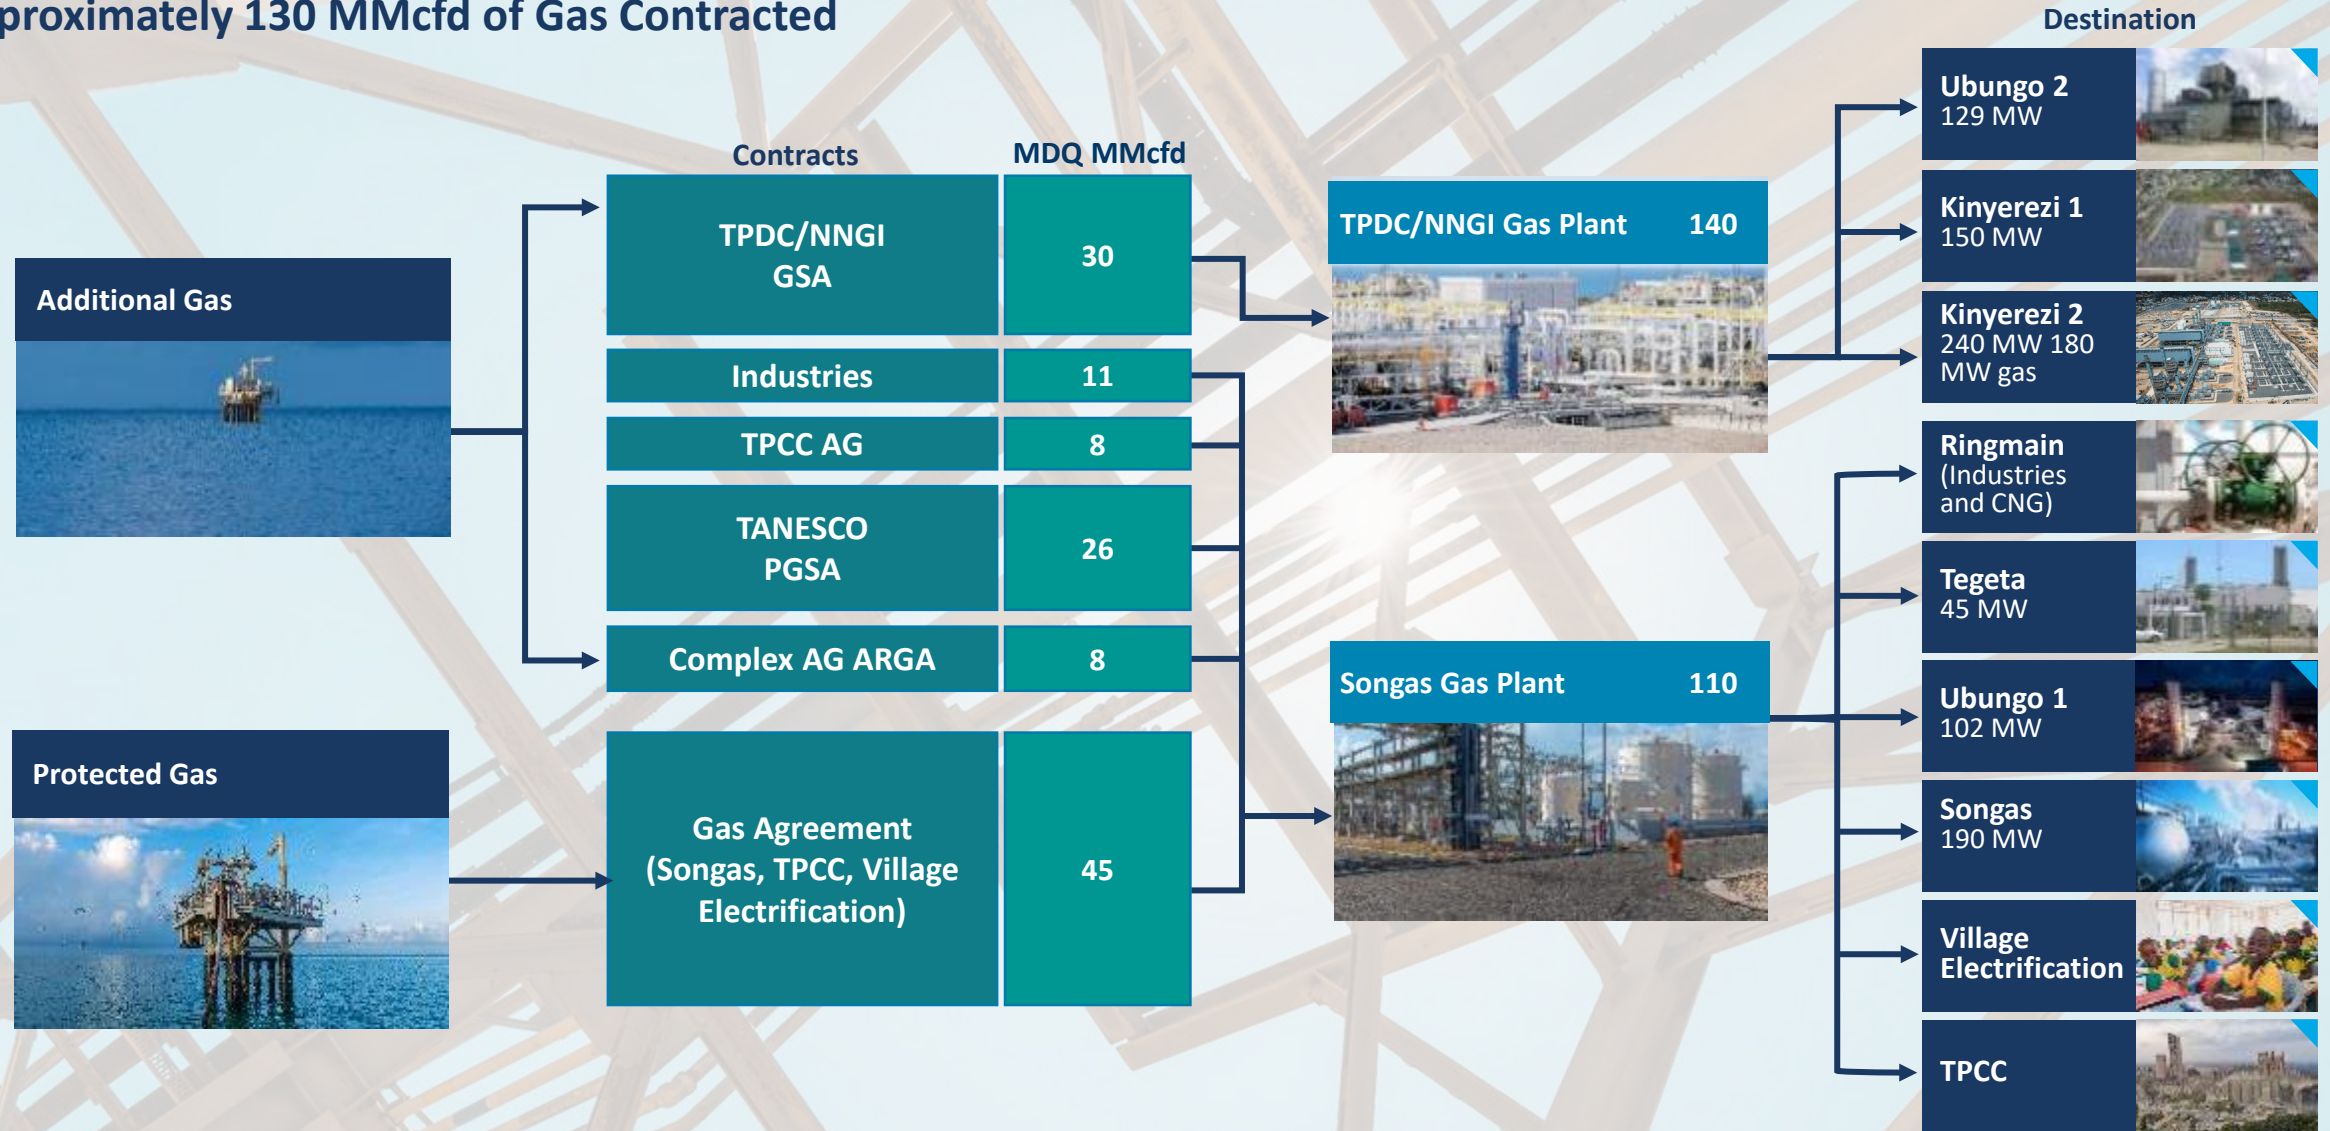 proximately 130 MMcfd of Gas Contracted
Additional Gas
Protected Gas
Contracts
MDQ MMcfd
TPDC/NNGI
GSA
30
Industries
11
TPCC AG
8
TANESCO
PGSA
26
Complex AG ARGA
8
Gas Agreement
(Songas, TPCC, Village
Electrification)
45
TPDC/NNGI Gas Plant 140
Songas Gas Plant 110
Destination
Ubungo 2
129 MW
Kinyerezi 1
150 MW
Kinyerezi 2
240 MW 180
MW gas
Ringmain
(Industries
and CNG)
Tegeta
45 MW
Ubungo 1
102 MW
Songas
190 MW
Village
Electrification
TPCC